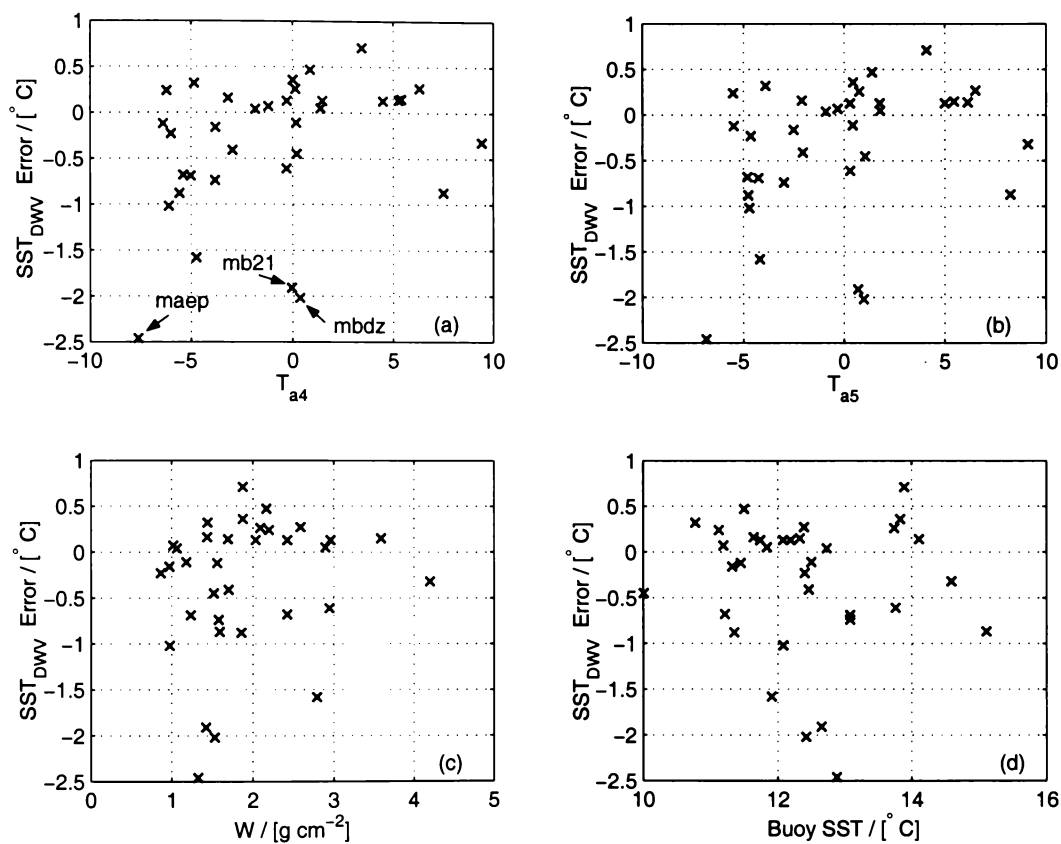 1
0.5
0
−0.5
−1
−1.5
−2
−2.5
SST_DWV Error / [° C]
mb21
maep
mbdz
(a)
−10 −5 0 5 10
T_a4
1
0.5
0
−0.5
−1
−1.5
−2
−2.5
SST_DWV Error / [° C]
(b)
−10 −5 0 5 10
T_a5
1
0.5
0
−0.5
−1
−1.5
−2
−2.5
SST_DWV Error / [° C]
(c)
0 1 2 3 4 5
W / [g cm⁻²]
1
0.5
0
−0.5
−1
−1.5
−2
−2.5
SST_DWV Error / [° C]
(d)
10 12 14 16
Buoy SST / [° C]